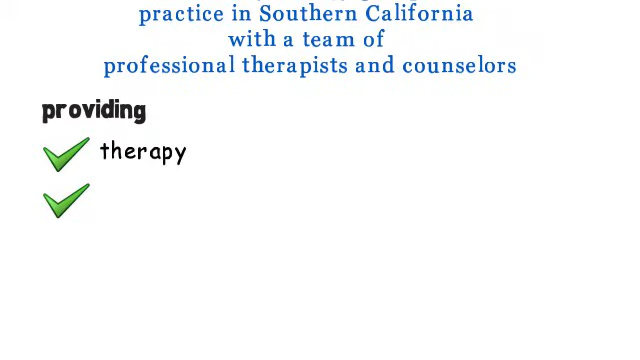 practice in Southern California
with a team of
professional therapists and counselors
providing
therapy